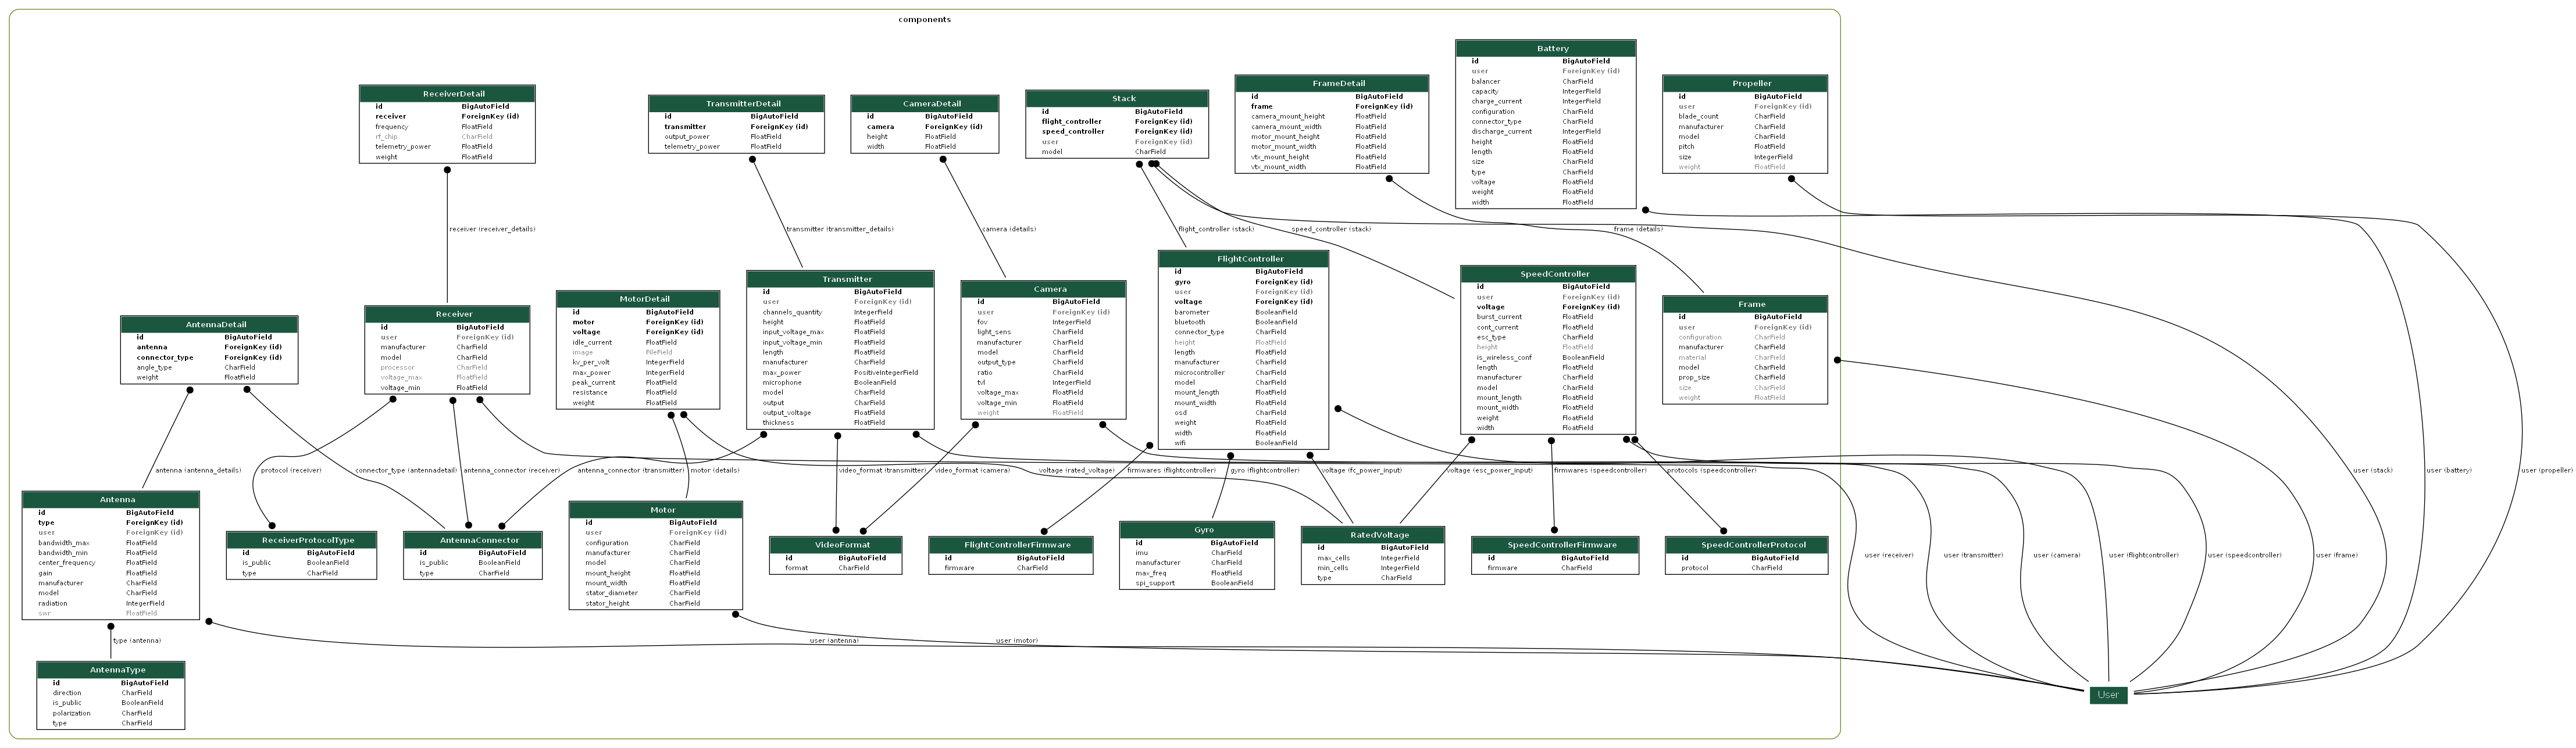 components
ReceiverDetail
id BigAutoField
receiver ForeignKey (id)
frequency FloatField
rf_chip CharField
telemetry_power FloatField
weight FloatField
TransmitterDetail
id BigAutoField
transmitter ForeignKey (id)
output_power FloatField
telemetry_power FloatField
CameraDetail
id BigAutoField
camera ForeignKey (id)
height FloatField
width FloatField
Stack
id BigAutoField
flight_controller ForeignKey (id)
speed_controller ForeignKey (id)
user ForeignKey (id)
model CharField
FrameDetail
id BigAutoField
frame ForeignKey (id)
camera_mount_height FloatField
camera_mount_width FloatField
motor_mount_height FloatField
motor_mount_width FloatField
vtx_mount_height FloatField
vtx_mount_width FloatField
Battery
id BigAutoField
user ForeignKey (id)
balancer CharField
capacity IntegerField
charge_current IntegerField
configuration CharField
connector_type CharField
discharge_current IntegerField
height FloatField
length FloatField
size CharField
type CharField
voltage FloatField
weight FloatField
width FloatField
Propeller
id BigAutoField
user ForeignKey (id)
blade_count CharField
manufacturer CharField
model CharField
pitch FloatField
size IntegerField
weight FloatField
receiver (receiver_details)
transmitter (transmitter_details)
camera (details)
flight_controller (stack)
speed_controller (stack)
frame (details)
AntennaDetail
id BigAutoField
antenna ForeignKey (id)
connector_type ForeignKey (id)
angle_type CharField
weight FloatField
Receiver
id BigAutoField
user ForeignKey (id)
manufacturer CharField
model CharField
processor CharField
voltage_max FloatField
voltage_min FloatField
MotorDetail
id BigAutoField
motor ForeignKey (id)
voltage ForeignKey (id)
idle_current FloatField
image FileField
kv_per_volt IntegerField
max_power IntegerField
peak_current FloatField
resistance FloatField
weight FloatField
Transmitter
id BigAutoField
user ForeignKey (id)
channels_quantity IntegerField
height FloatField
input_voltage_max FloatField
input_voltage_min FloatField
length FloatField
manufacturer CharField
max_power PositiveIntegerField
microphone BooleanField
model CharField
output CharField
output_voltage FloatField
thickness FloatField
Camera
id BigAutoField
user ForeignKey (id)
fov IntegerField
light_sens CharField
manufacturer CharField
model CharField
output_type CharField
ratio CharField
tvl IntegerField
voltage_max FloatField
voltage_min FloatField
weight FloatField
FlightController
id BigAutoField
gyro ForeignKey (id)
user ForeignKey (id)
voltage ForeignKey (id)
barometer BooleanField
bluetooth BooleanField
connector_type CharField
height FloatField
length FloatField
manufacturer CharField
microcontroller CharField
model CharField
mount_length FloatField
mount_width FloatField
osd CharField
weight FloatField
width FloatField
wifi BooleanField
SpeedController
id BigAutoField
user ForeignKey (id)
voltage ForeignKey (id)
burst_current FloatField
cont_current FloatField
esc_type CharField
height FloatField
is_wireless_conf BooleanField
length FloatField
manufacturer CharField
model CharField
mount_length FloatField
mount_width FloatField
weight FloatField
width FloatField
Frame
id BigAutoField
user ForeignKey (id)
configuration CharField
manufacturer CharField
material CharField
model CharField
prop_size CharField
size CharField
weight FloatField
antenna (antenna_details)
protocol (receiver)
connector_type (antennadetail)
antenna_connector (receiver)
antenna_connector (transmitter)
motor (details)
video_format (transmitter)
video_format (camera)
voltage (rated_voltage)
firmwares (flightcontroller)
gyro (flightcontroller)
voltage (fc_power_input)
voltage (esc_power_input)
firmwares (speedcontroller)
protocols (speedcontroller)
user (stack)
user (battery)
user (propeller)
Antenna
id BigAutoField
type ForeignKey (id)
user ForeignKey (id)
bandwidth_max FloatField
bandwidth_min FloatField
center_frequency FloatField
gain FloatField
manufacturer CharField
model CharField
radiation IntegerField
swr FloatField
ReceiverProtocolType
id BigAutoField
is_public BooleanField
type CharField
AntennaConnector
id BigAutoField
is_public BooleanField
type CharField
Motor
id BigAutoField
user ForeignKey (id)
configuration CharField
manufacturer CharField
model CharField
mount_height FloatField
mount_width FloatField
stator_diameter CharField
stator_height CharField
VideoFormat
id BigAutoField
format CharField
FlightControllerFirmware
id BigAutoField
firmware CharField
Gyro
id BigAutoField
imu CharField
manufacturer CharField
max_freq FloatField
spi_support BooleanField
RatedVoltage
id BigAutoField
max_cells IntegerField
min_cells IntegerField
type CharField
SpeedControllerFirmware
id BigAutoField
firmware CharField
SpeedControllerProtocol
id BigAutoField
protocol CharField
user (receiver)
user (transmitter)
user (camera)
user (flightcontroller)
user (speedcontroller)
user (frame)
type (antenna)
user (antenna)
user (motor)
AntennaType
id BigAutoField
direction CharField
is_public BooleanField
polarization CharField
type CharField
User